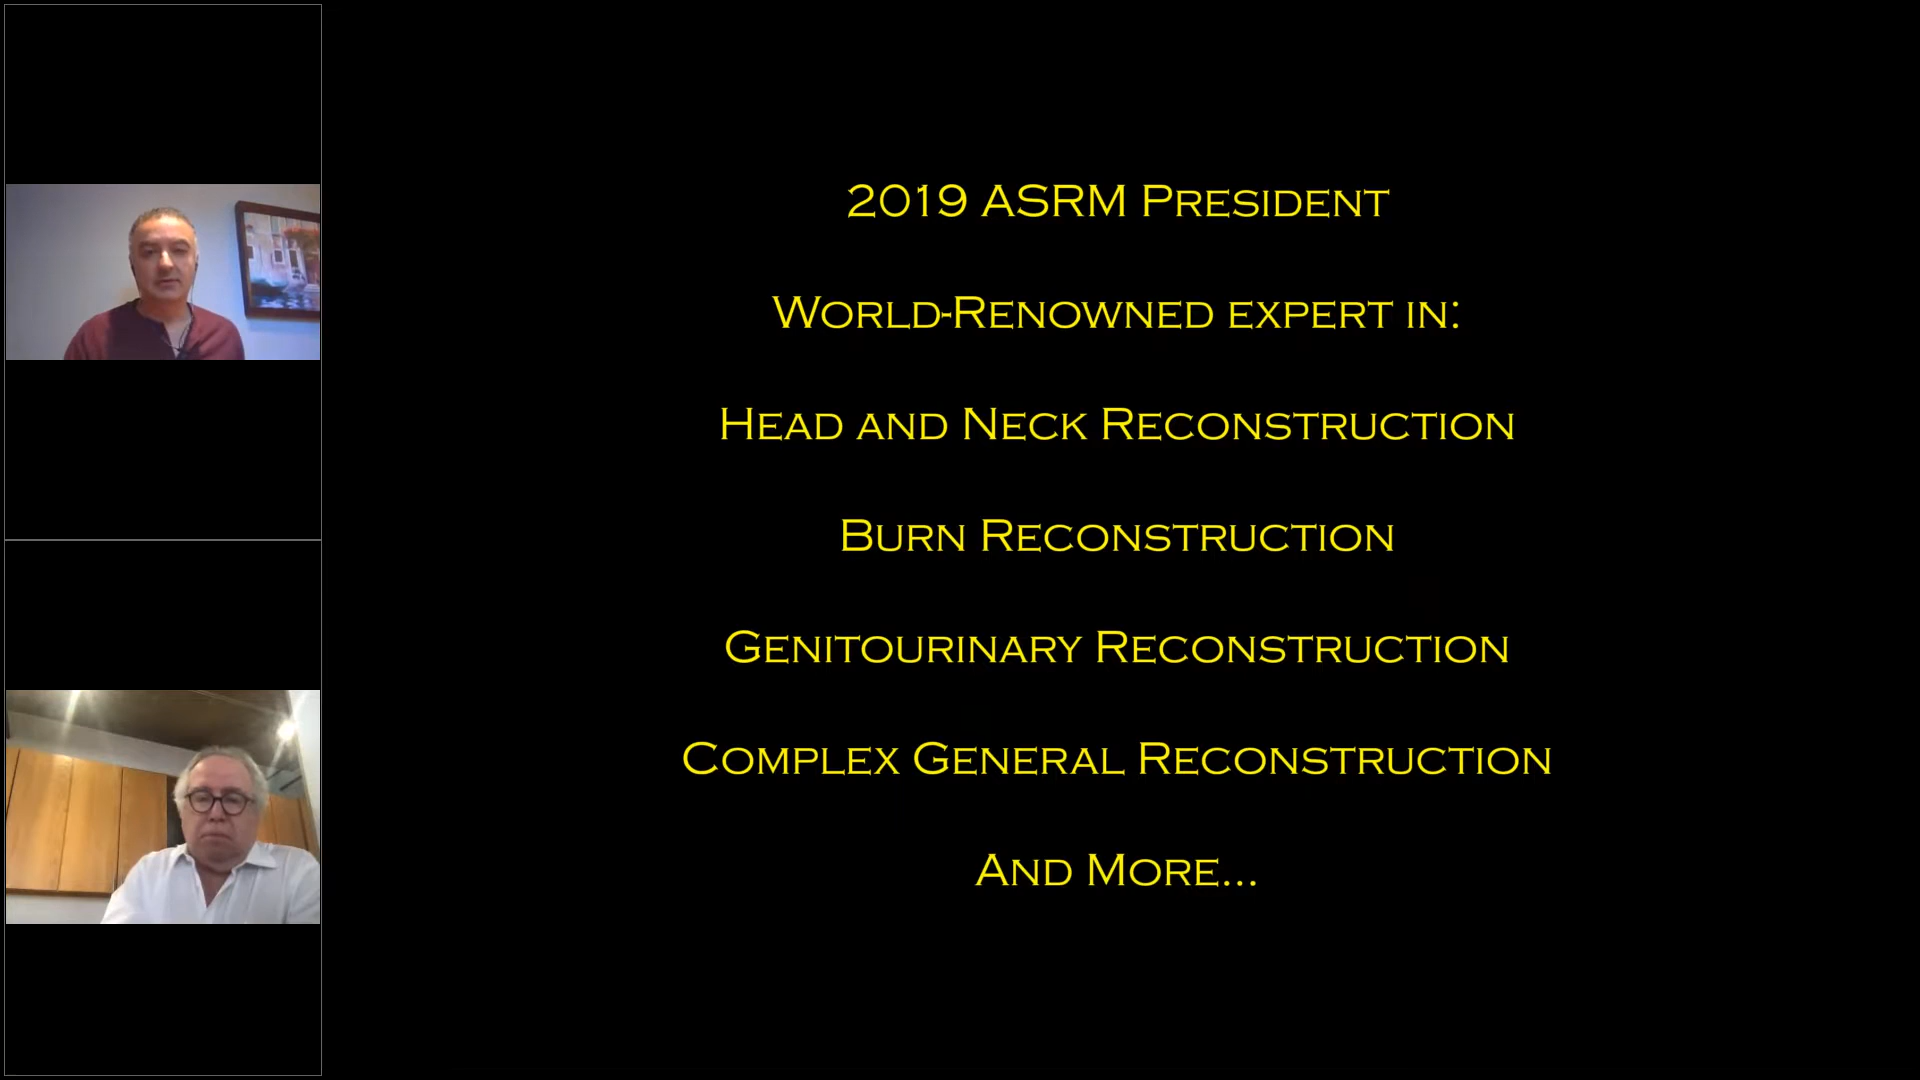 2019 ASRM President
World-Renowned expert in:
Head and Neck Reconstruction
Burn Reconstruction
Genitourinary Reconstruction
Complex General Reconstruction
And More...